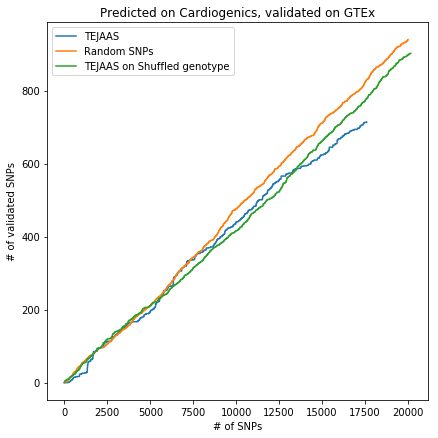 Predicted on Cardiogenics, validated on GTEx
TEJAAS
Random SNPs
TEJAAS on Shuffled genotype
# of validated SNPs
800
600
400
200
0
0 2500 5000 7500 10000 12500 15000 17500 20000
# of SNPs